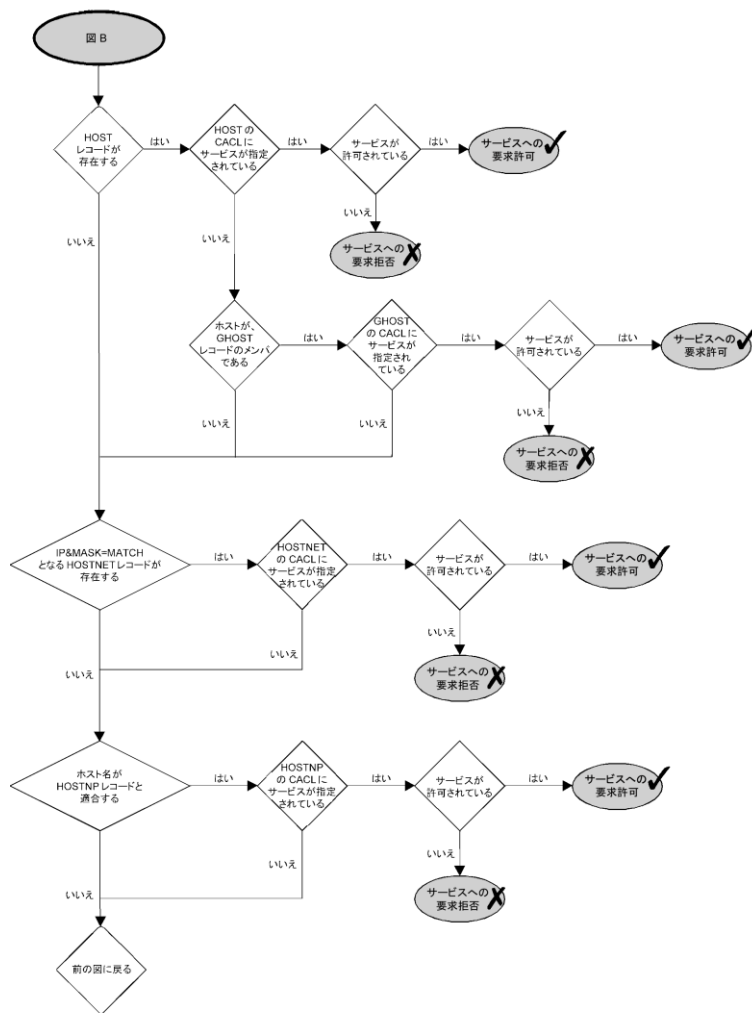 図 B
HOST
レコードが
存在する
はい
HOST の
CACL に
サービスが指定
されている
はい
サービスが
許可されている
はい
サービスへの
要求許可
いいえ
いいえ
いいえ
サービスへの
要求拒否
ホストが、
GHOST
レコードのメンバ
である
はい
GHOST
の CACL に
サービスが
指定され
ている
はい
サービスが
許可されている
はい
サービスへの
要求許可
いいえ
いいえ
いいえ
サービスへの
要求拒否
IP&MASK=MATCH
となる HOSTNET レコードが
存在する
はい
HOSTNET
の CACL に
サービスが指定
されている
はい
サービスが
許可されている
はい
サービスへの
要求許可
いいえ
いいえ
いいえ
サービスへの
要求拒否
ホスト名が
HOSTNP レコードと
適合する
はい
HOSTNP
の CACL に
サービスが指定
されている
はい
サービスが
許可されている
はい
サービスへの
要求許可
いいえ
いいえ
いいえ
サービスへの
要求拒否
前の図に戻る